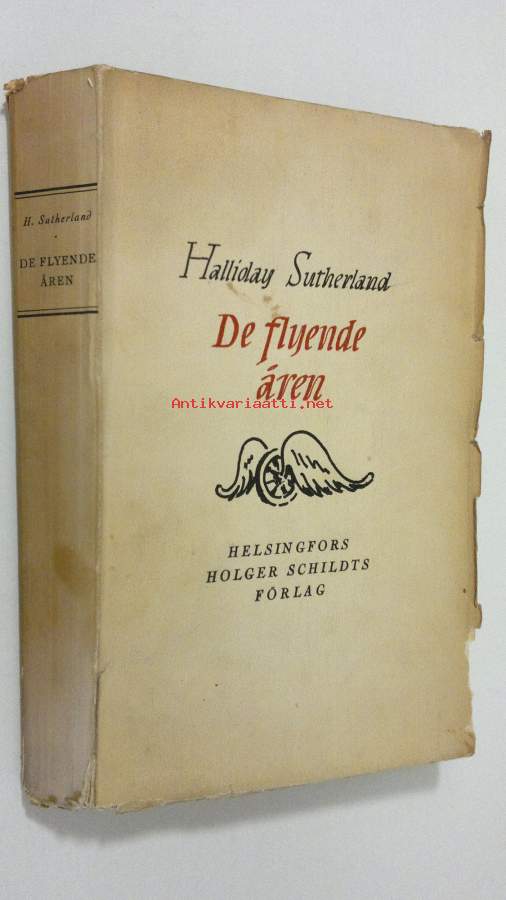 H. Sutherland
DE FLYENDE
ÅREN
Halliday Sutherland
De flyende
åren
Antikvariaatti.net
HELSINGFORS
HOLGER SCHILDTS
FÖRLAG